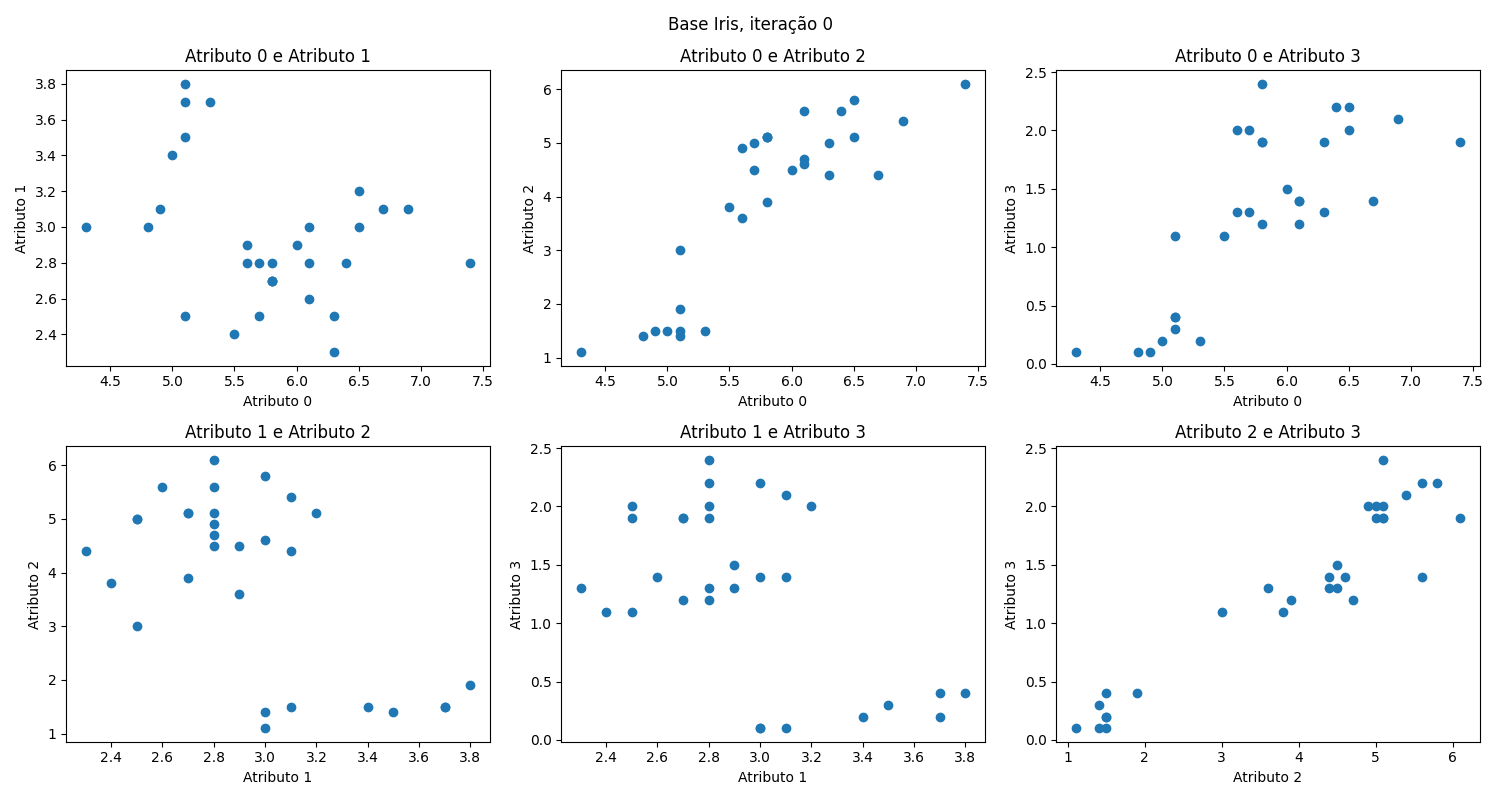 Base Iris, iteração 0
Atributo 0 e Atributo 1
3.8
3.6
3.4
3.2
3.0
2.8
2.6
2.4
Atributo 1
4.5 5.0 5.5 6.0 6.5 7.0 7.5
Atributo 0
Atributo 0 e Atributo 2
6
5
4
3
2
1
Atributo 2
4.5 5.0 5.5 6.0 6.5 7.0 7.5
Atributo 0
Atributo 0 e Atributo 3
2.5
2.0
1.5
1.0
0.5
0.0
Atributo 3
4.5 5.0 5.5 6.0 6.5 7.0 7.5
Atributo 0
Atributo 1 e Atributo 2
6
5
4
3
2
1
Atributo 2
2.4 2.6 2.8 3.0 3.2 3.4 3.6 3.8
Atributo 1
Atributo 1 e Atributo 3
2.5
2.0
1.5
1.0
0.5
0.0
Atributo 3
2.4 2.6 2.8 3.0 3.2 3.4 3.6 3.8
Atributo 1
Atributo 2 e Atributo 3
2.5
2.0
1.5
1.0
0.5
0.0
Atributo 3
1 2 3 4 5 6
Atributo 2